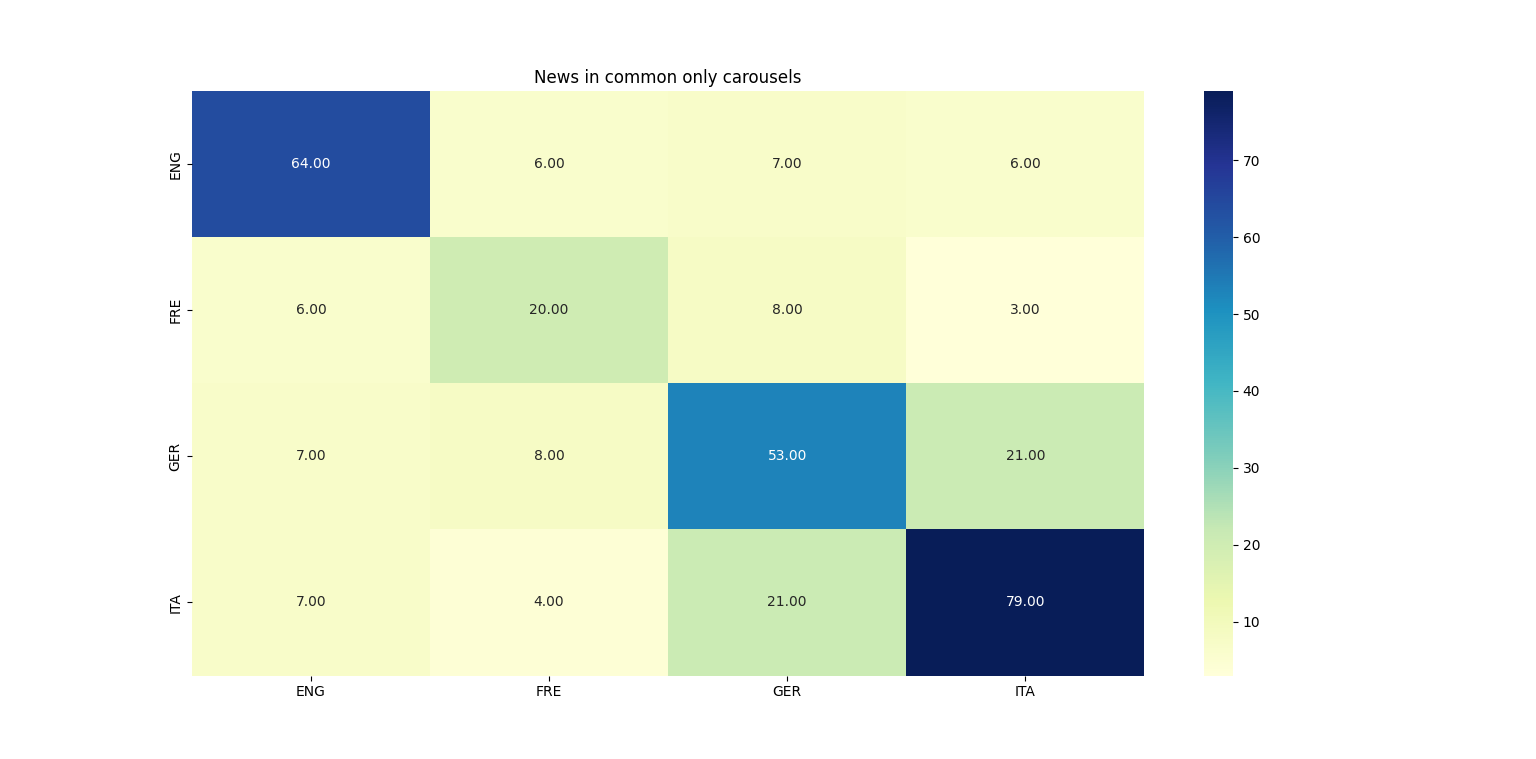 News in common only carousels
ENG 64.00 6.00 7.00 6.00
FRE 6.00 20.00 8.00 3.00
GER 7.00 8.00 53.00 21.00
ITA 7.00 4.00 21.00 79.00
ENG FRE GER ITA
70
60
50
40
30
20
10